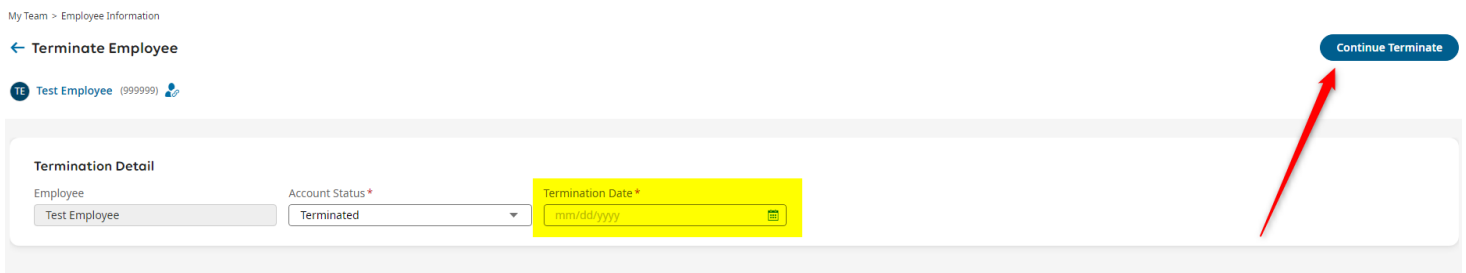 My Team > Employee Information
← Terminate Employee
Continue Terminate
TE Test Employee (999999)
Termination Detail
Employee Account Status* Termination Date*
Test Employee Terminated mm/dd/yyyy